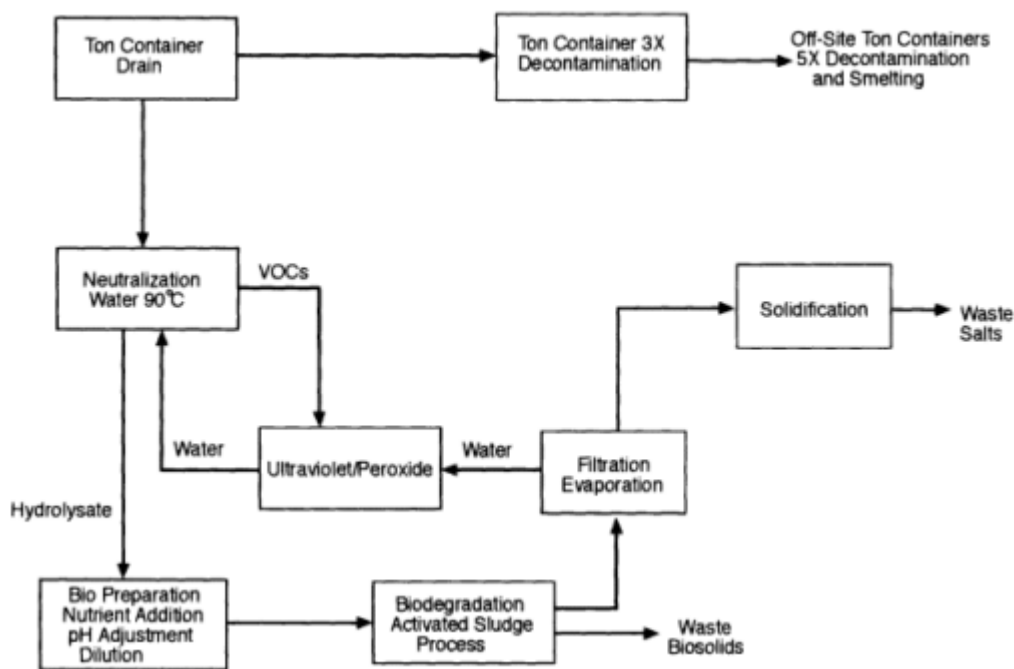 Ton Container
Drain
Ton Container 3X
Decontamination
Off-Site Ton Containers
5X Decontamination
and Smelting
Neutralization
Water 90°C
VOCs
Solidification
Waste
Salts
Water
Ultraviolet/Peroxide
Water
Filtration
Evaporation
Hydrolysate
Bio Preparation
Nutrient Addition
pH Adjustment
Dilution
Biodegradation
Activated Sludge
Process
Waste
Biosolids